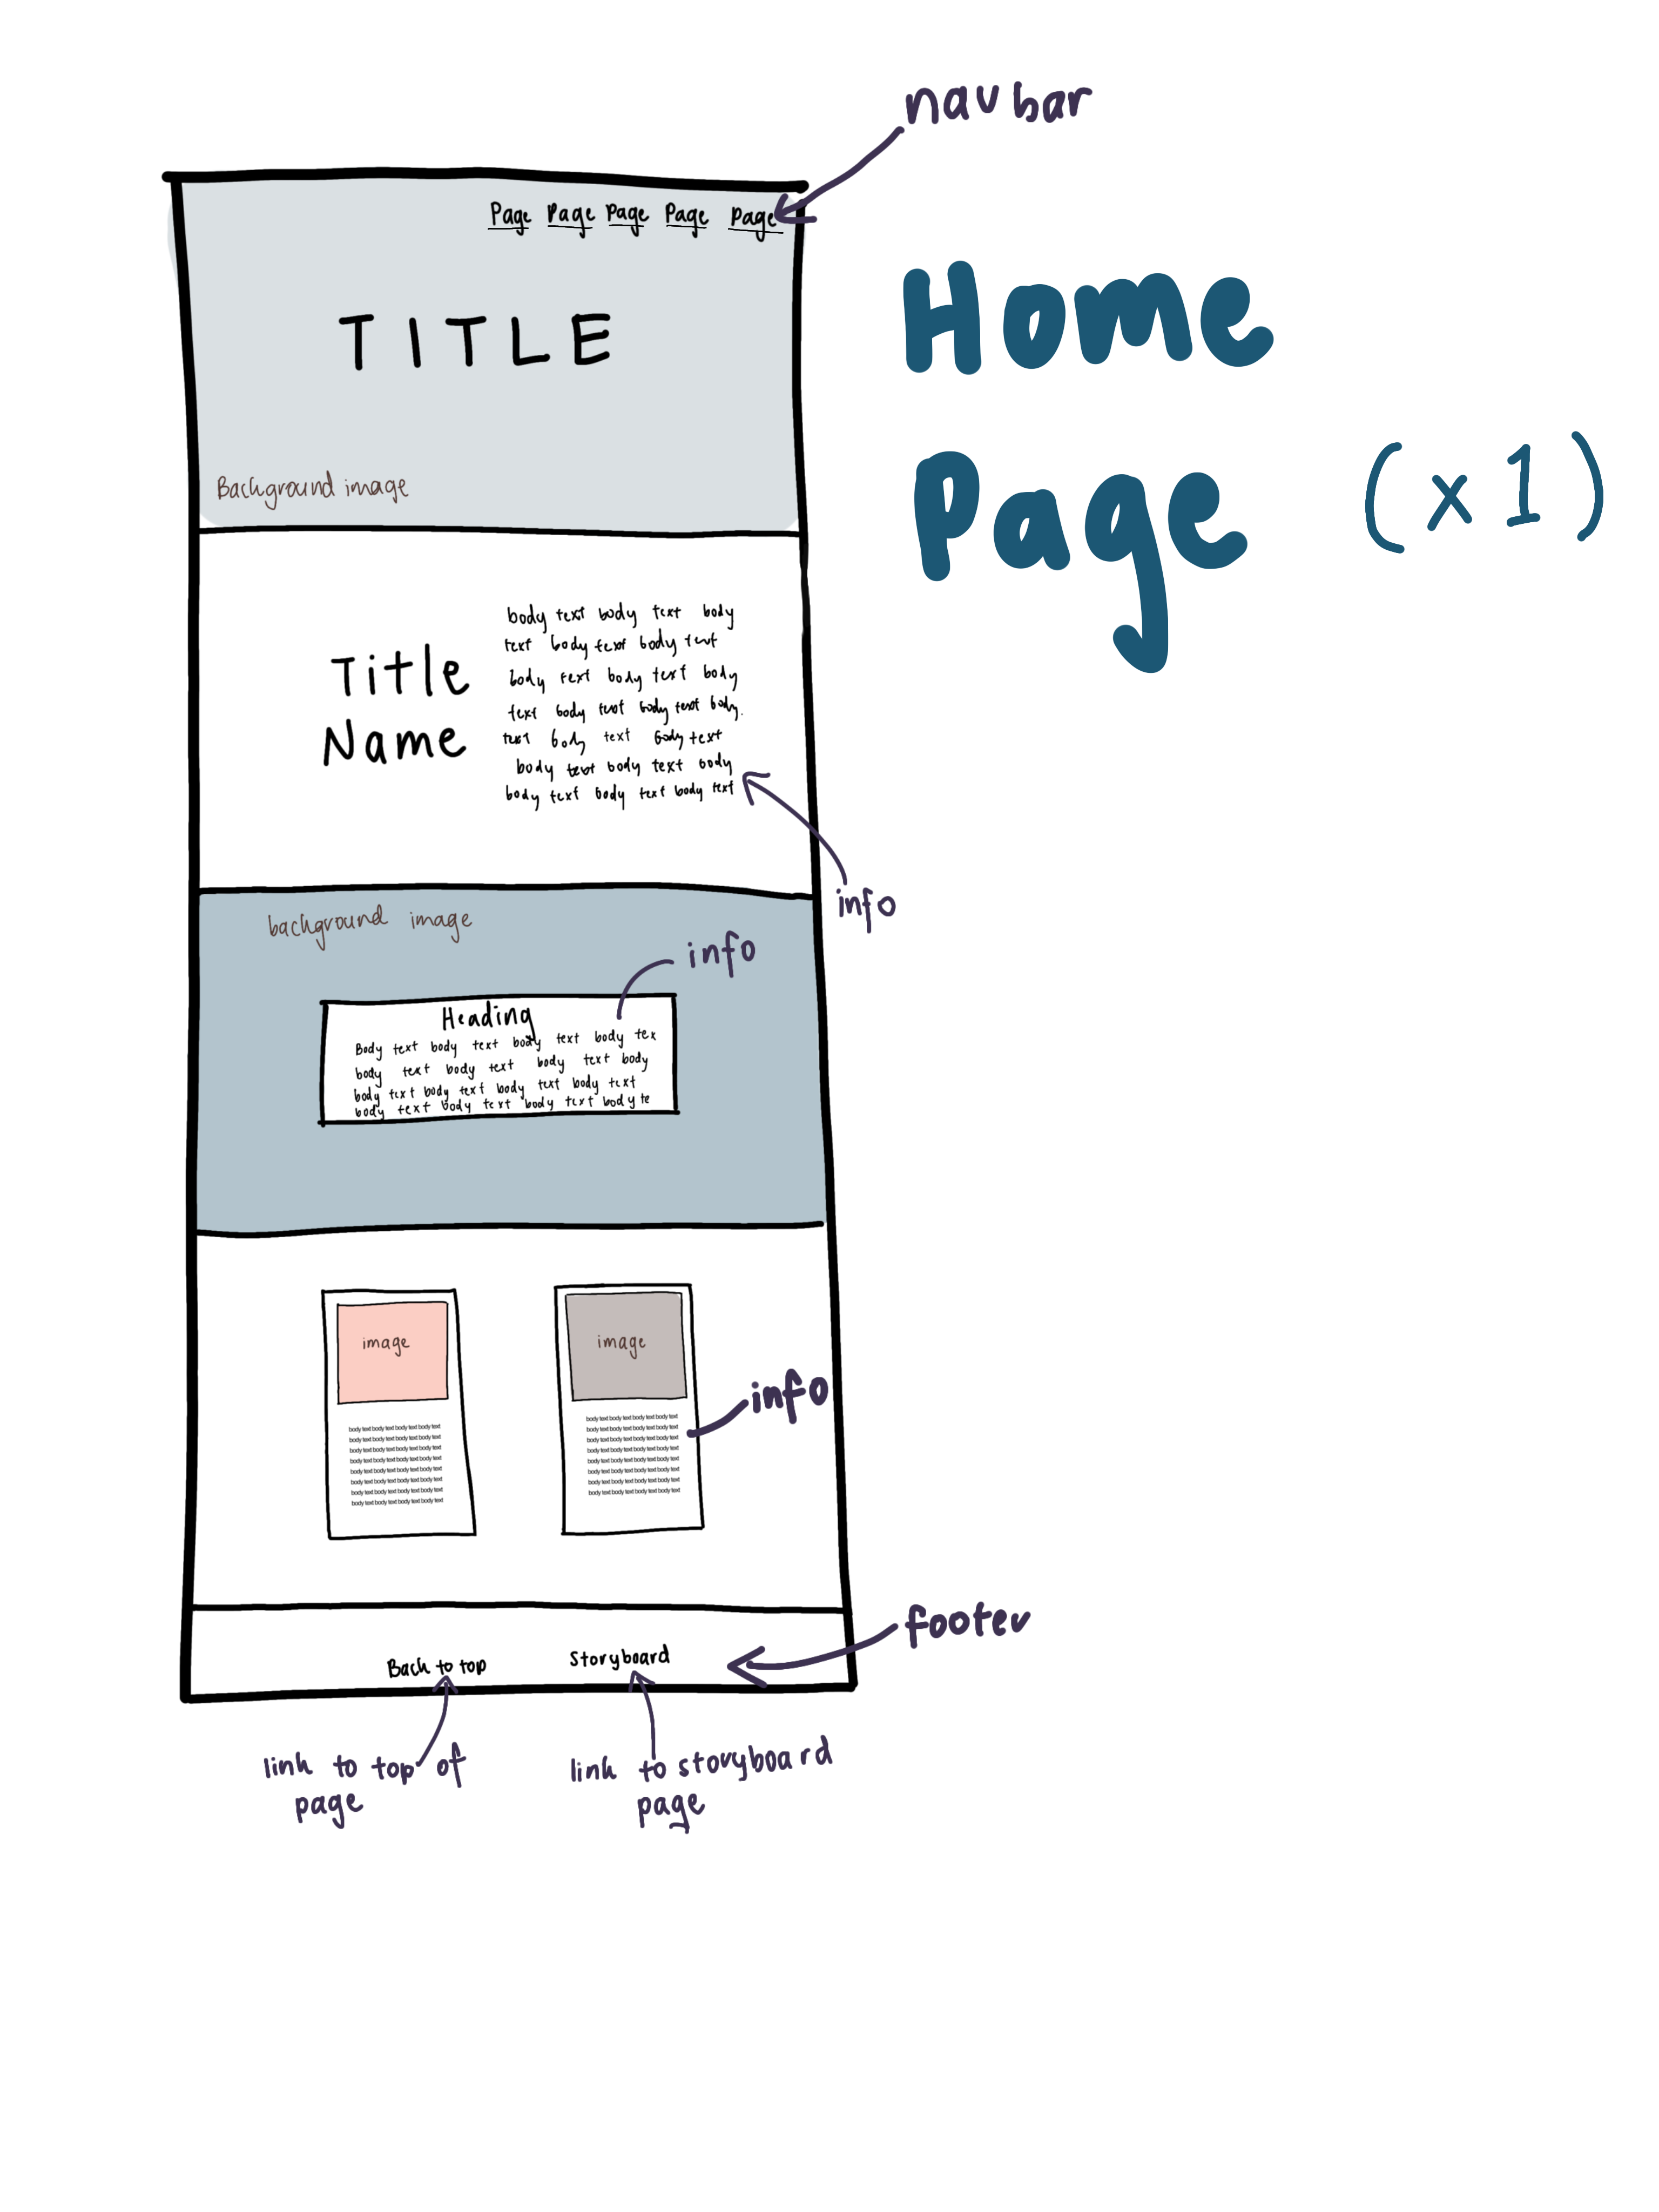 navbar
Page Page Page Page Page
Home
Page (x1)
TITLE
Background image
Title
Name
body text body text body
text body text body text
body text body text body
text body text body text body.
text body text body text
body text body text body
body text body text body text
info
background image
info
Heading
Body text body text body text body tex
body text body text body text body
body text body text body text body text
body text body text body text body te
image
body text body text body text body text
body text body text body text body text
body text body text body text body text
body text body text body text body text
body text body text body text body text
body text body text body text body text
body text body text body text body text
body text body text body text body text
image
body text body text body text body text
body text body text body text body text
body text body text body text body text
body text body text body text body text
body text body text body text body text
body text body text body text body text
body text body text body text body text
body text body text body text body text
info
footer
Back to top
Storyboard
link to top of
page
link to storyboard
page